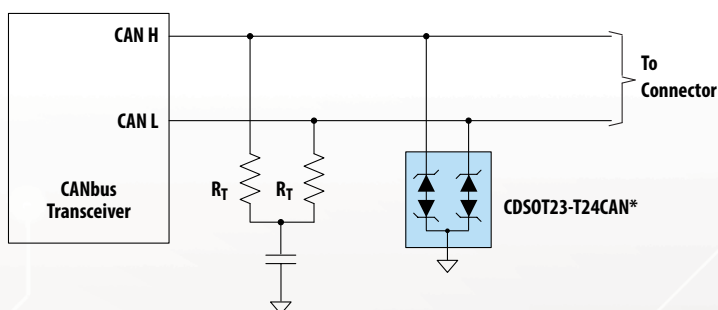 CAN H
To
Connector
CAN L
CANbus
Transceiver
RT
RT
CDSOT23-T24CAN*